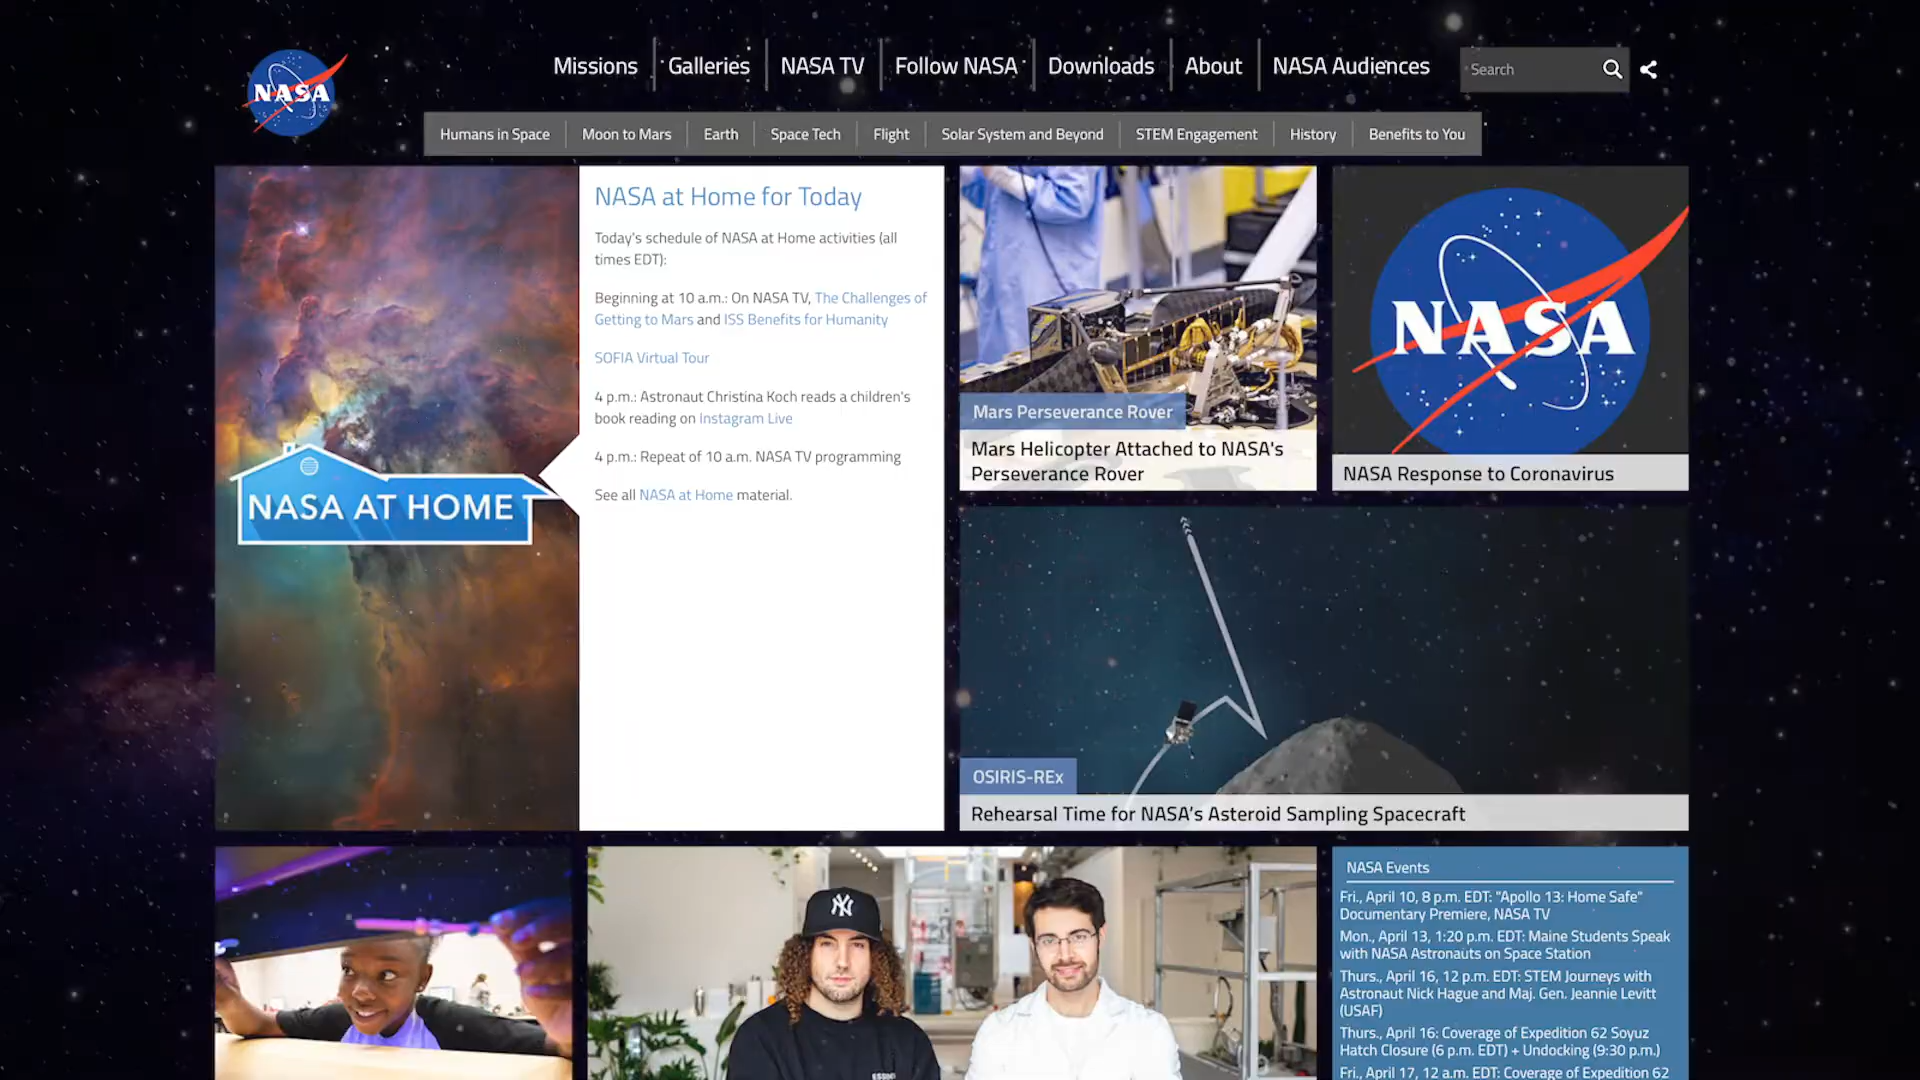 NASA
Missions
Galleries
NASA TV
Follow NASA
Downloads
About
NASA Audiences
Search
Humans in Space
Moon to Mars
Earth
Space Tech
Flight
Solar System and Beyond
STEM Engagement
History
Benefits to You
NASA AT HOME
NASA at Home for Today
Today's schedule of NASA at Home activities (all
times EDT):
Beginning at 10 a.m.: On NASA TV, The Challenges of
Getting to Mars and ISS Benefits for Humanity
SOFIA Virtual Tour
4 p.m.: Astronaut Christina Koch reads a children's
book reading on Instagram Live
4 p.m.: Repeat of 10 a.m. NASA TV programming
See all NASA at Home material.
Mars Perseverance Rover
Mars Helicopter Attached to NASA's
Perseverance Rover
NASA
NASA Response to Coronavirus
OSIRIS-REx
Rehearsal Time for NASA's Asteroid Sampling Spacecraft
NY
NASA Events
Fri., April 10, 8 p.m. EDT: "Apollo 13: Home Safe"
Documentary Premiere, NASA TV
Mon., April 13, 1:20 p.m. EDT: Maine Students Speak
with NASA Astronauts on Space Station
Thurs., April 16, 12 p.m. EDT: STEM Journeys with
Astronaut Nick Hague and Maj. Gen. Jeannie Levitt
(USAF)
Thurs., April 16: Coverage of Expedition 62 Soyuz
Hatch Closure (6 p.m. EDT) + Undocking (9:30 p.m.)
Fri., April 17, 12 a.m. EDT: Coverage of Expedition 62